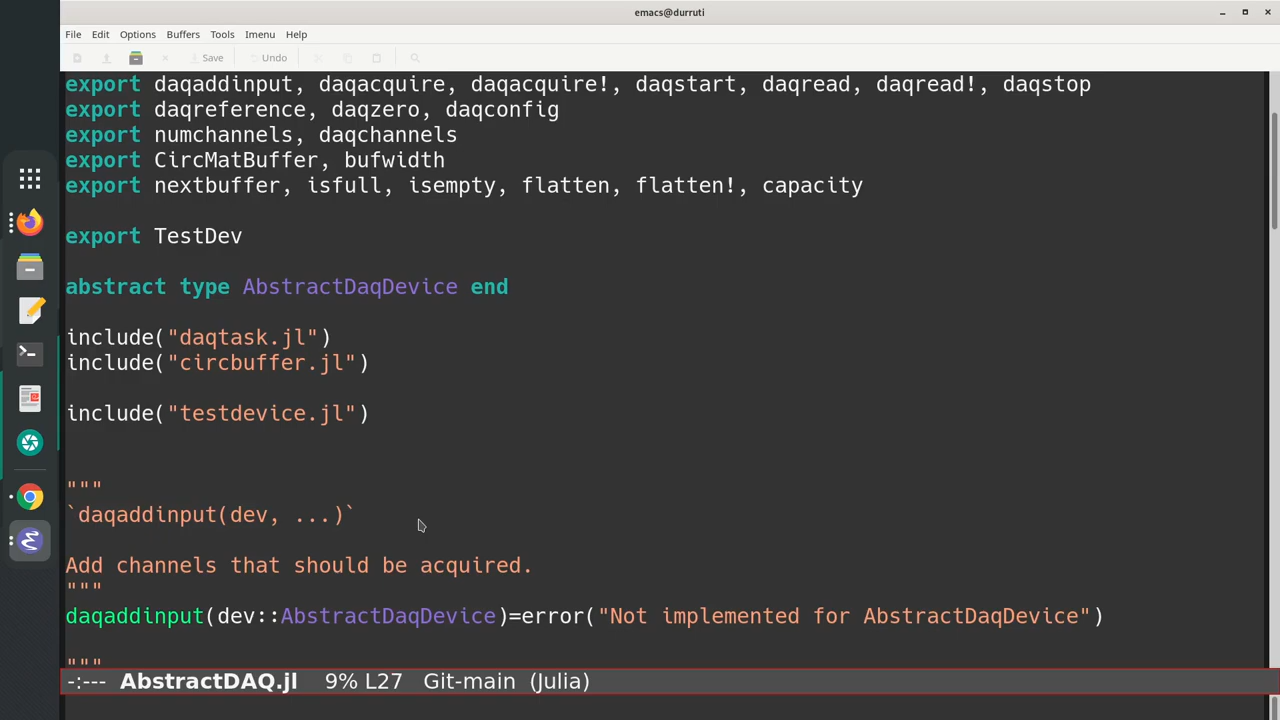 emacs@durruti
File Edit Options Buffers Tools Imenu Help
Save Undo
export daqaddinput, daqacquire, daqacquire!, daqstart, daqread, daqread!, daqstop
export daqreference, daqzero, daqconfig
export numchannels, daqchannels
export CircMatBuffer, bufwidth
export nextbuffer, isfull, isempty, flatten, flatten!, capacity
export TestDev
abstract type AbstractDaqDevice end
include("daqtask.jl")
include("circbuffer.jl")
include("testdevice.jl")
"""
`daqaddinput(dev, ...)`
Add channels that should be acquired.
"""
daqaddinput(dev::AbstractDaqDevice)=error("Not implemented for AbstractDaqDevice")
"""
-:--- AbstractDAQ.jl 9% L27 Git-main (Julia)